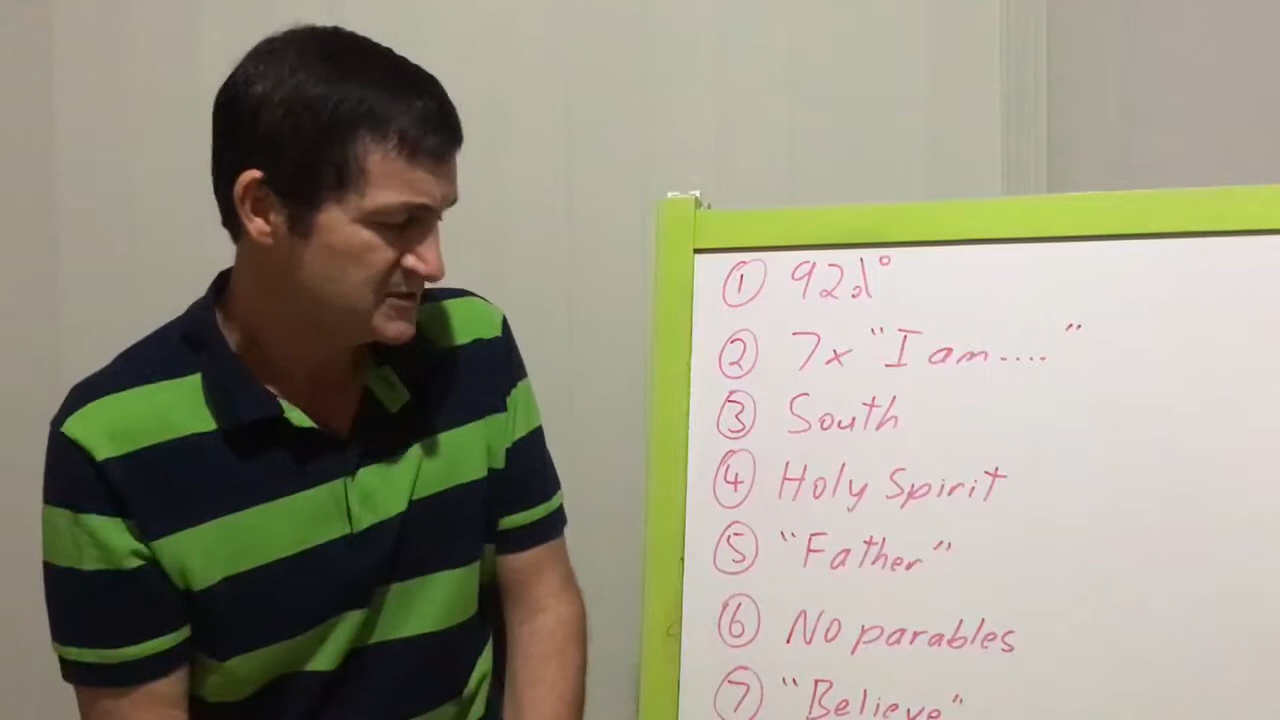 ① 92%
② 7x "I am...."
③ South
④ Holy Spirit
⑤ "Father"
⑥ No parables
⑦ "Believe"